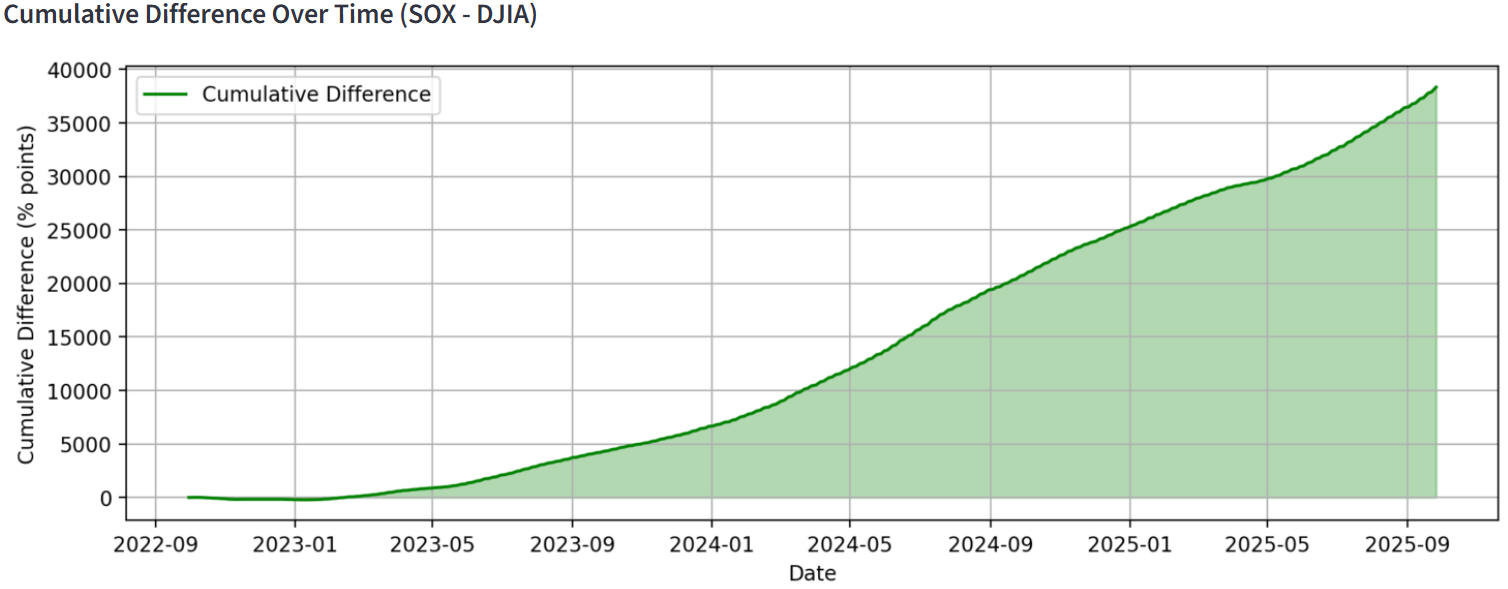 Cumulative Difference Over Time (SOX - DJIA)
Cumulative Difference
Cumulative Difference (% points)
40000
35000
30000
25000
20000
15000
10000
5000
0
2022-09 2023-01 2023-05 2023-09 2024-01 2024-05 2024-09 2025-01 2025-05 2025-09
Date